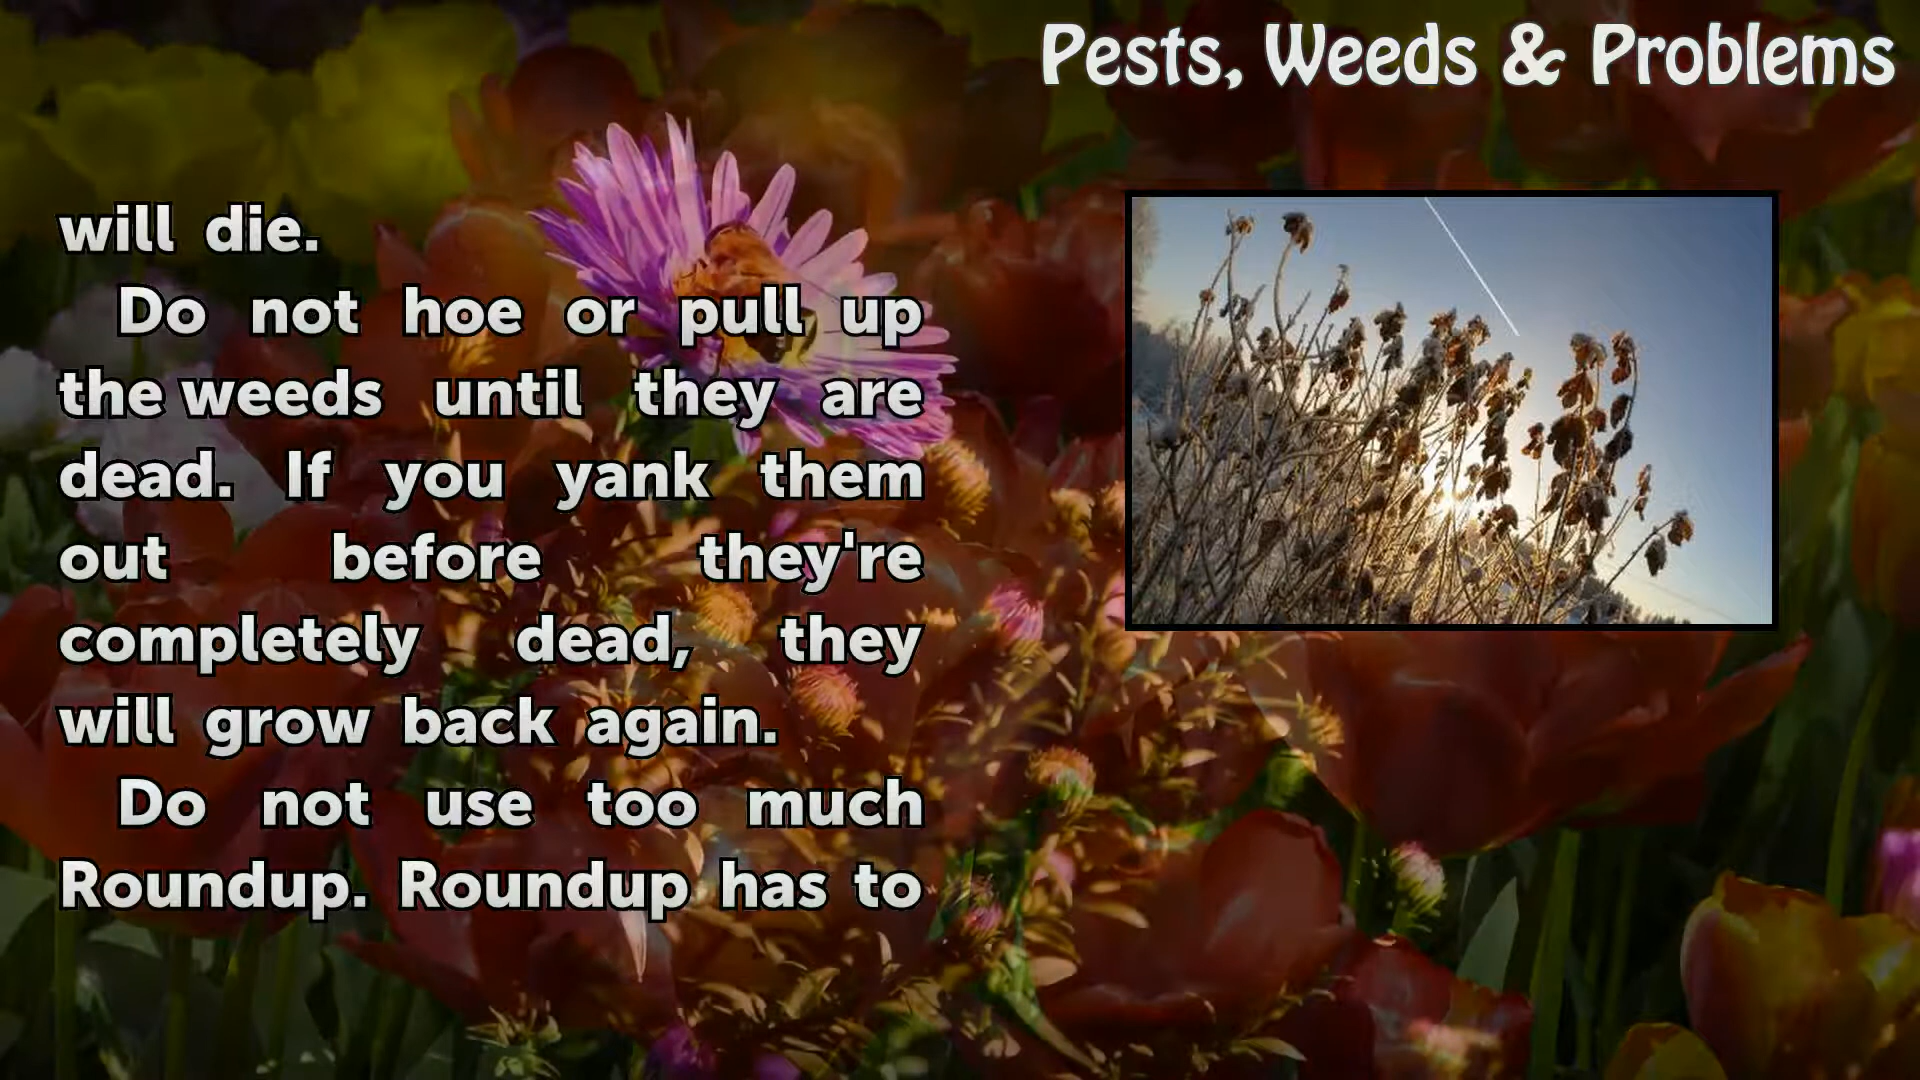 Pests, Weeds & Problems
will die.
Do not hoe or pull up
the weeds until they are
dead. If you yank them
out before they're
completely dead, they
will grow back again.
Do not use too much
Roundup. Roundup has to